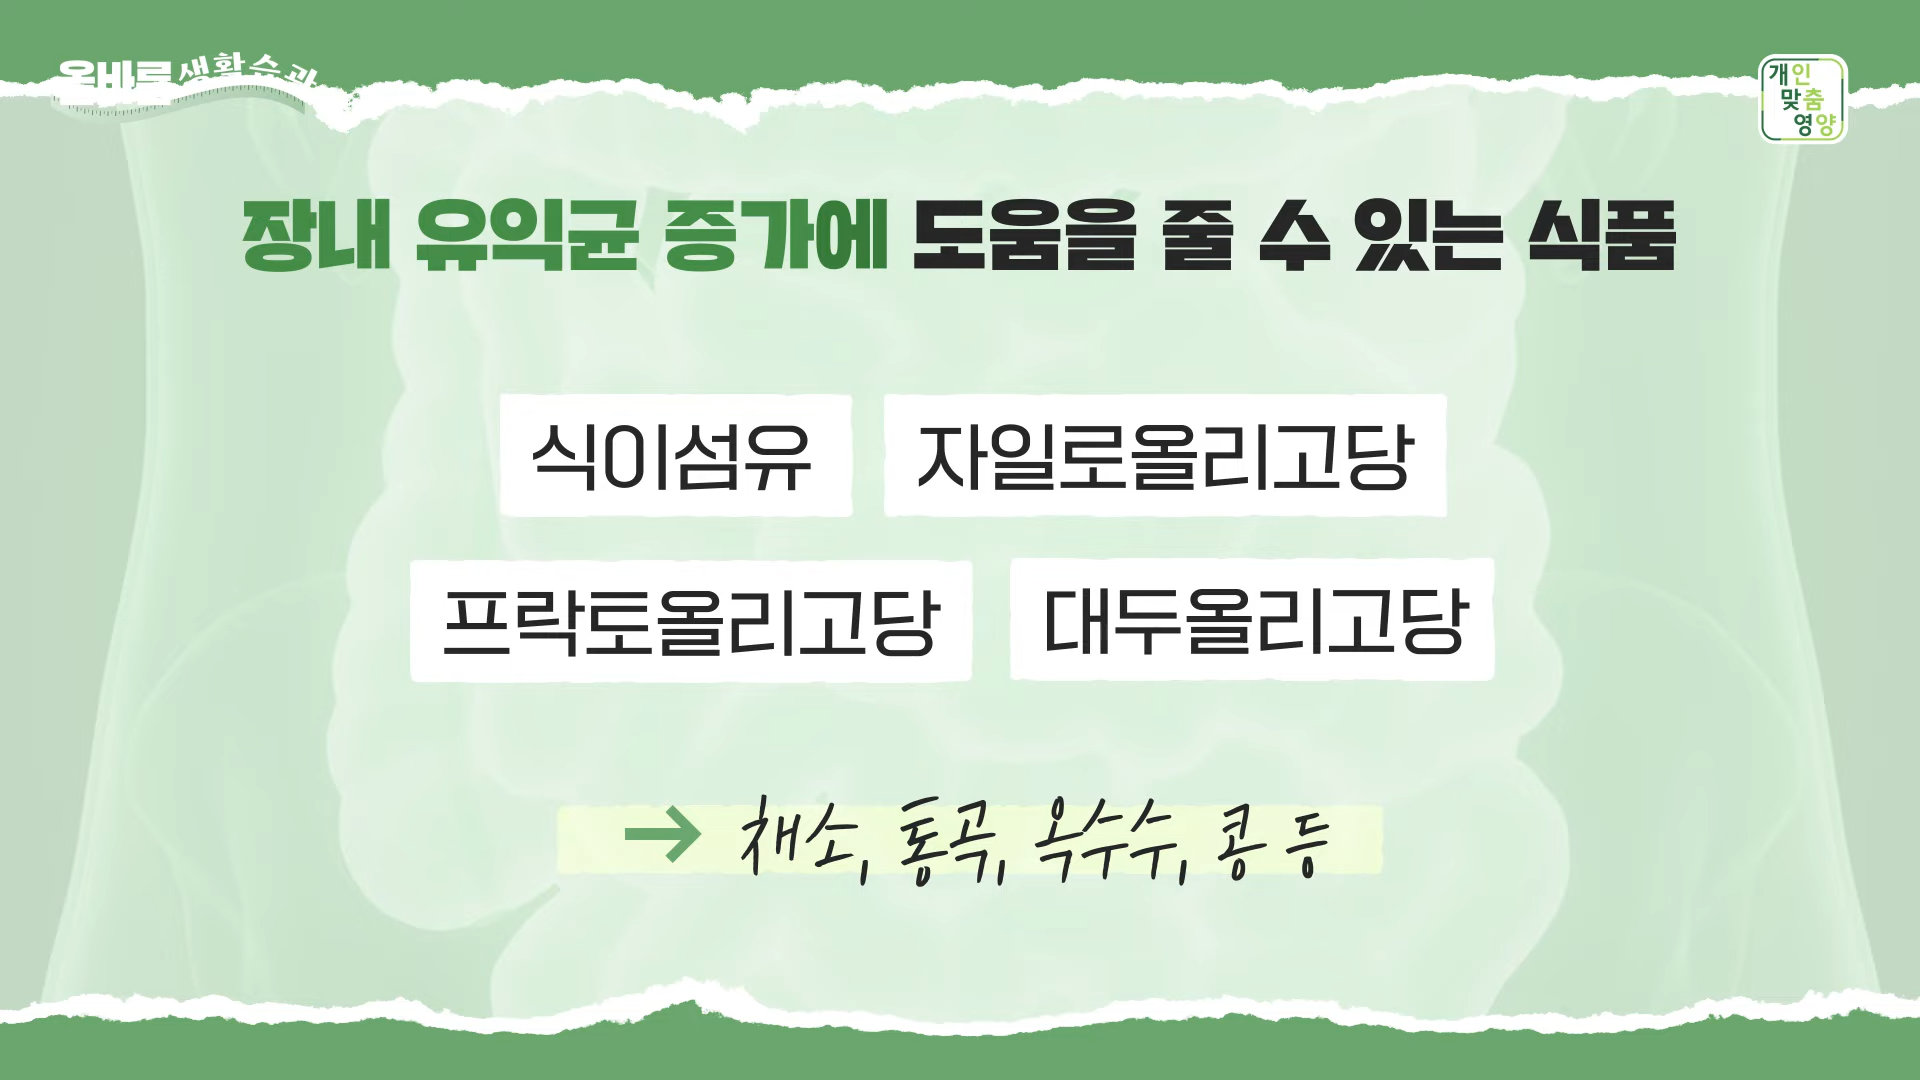 올바른 생활습관
개인
맞춤
영양
장내 유익균 증가에 도움을 줄 수 있는 식품
식이섬유 자일로올리고당
프락토올리고당 대두올리고당
→ 채소, 통곡, 옥수수, 콩 등